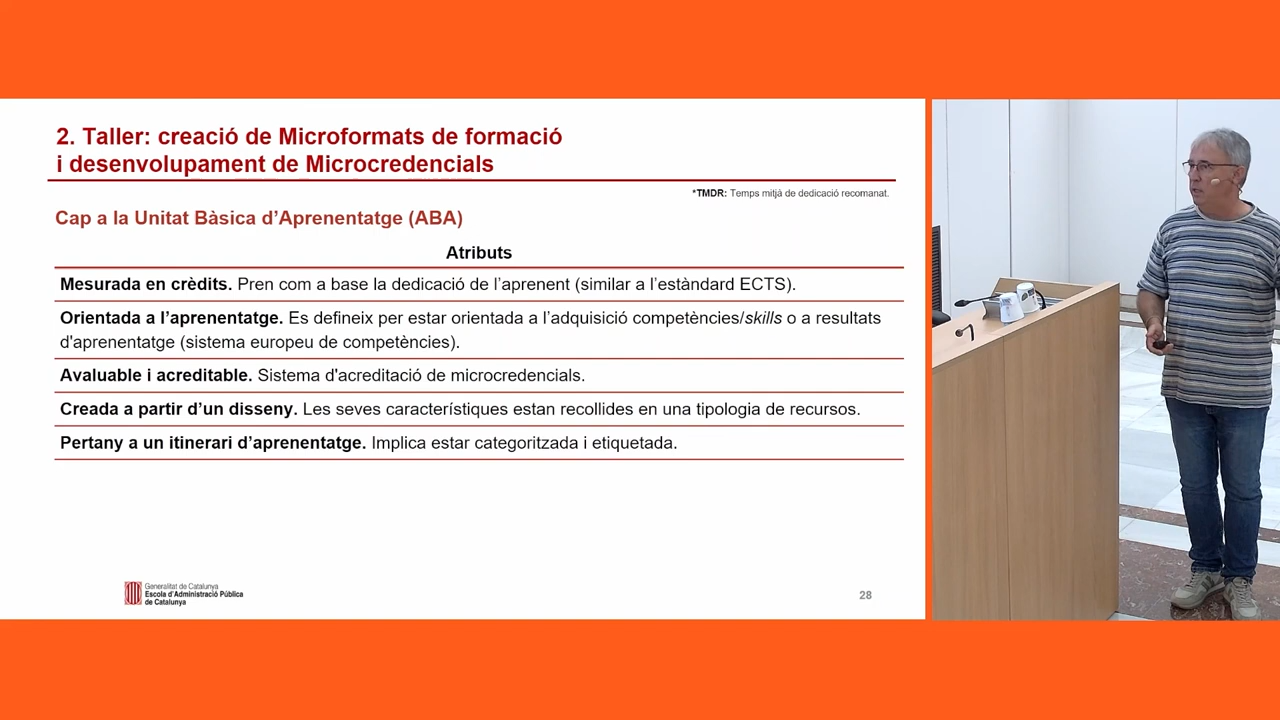 2. Taller: creació de Microformats de formació
i desenvolupament de Microcredencials
*TMDR: Temps mitjà de dedicació recomanat.
Cap a la Unitat Bàsica d'Aprenentatge (ABA)
Atributs
Mesurada en crèdits. Pren com a base la dedicació de l'aprenent (similar a l'estàndard ECTS).
Orientada a l'aprenentatge. Es defineix per estar orientada a l'adquisició competències/skills o a resultats
d'aprenentatge (sistema europeu de competències).
Avaluable i acreditable. Sistema d'acreditació de microcredencials.
Creada a partir d'un disseny. Les seves característiques estan recollides en una tipologia de recursos.
Pertany a un itinerari d'aprenentatge. Implica estar categoritzada i etiquetada.
Generalitat de Catalunya
Escola d'Administració Pública
de Catalunya
28